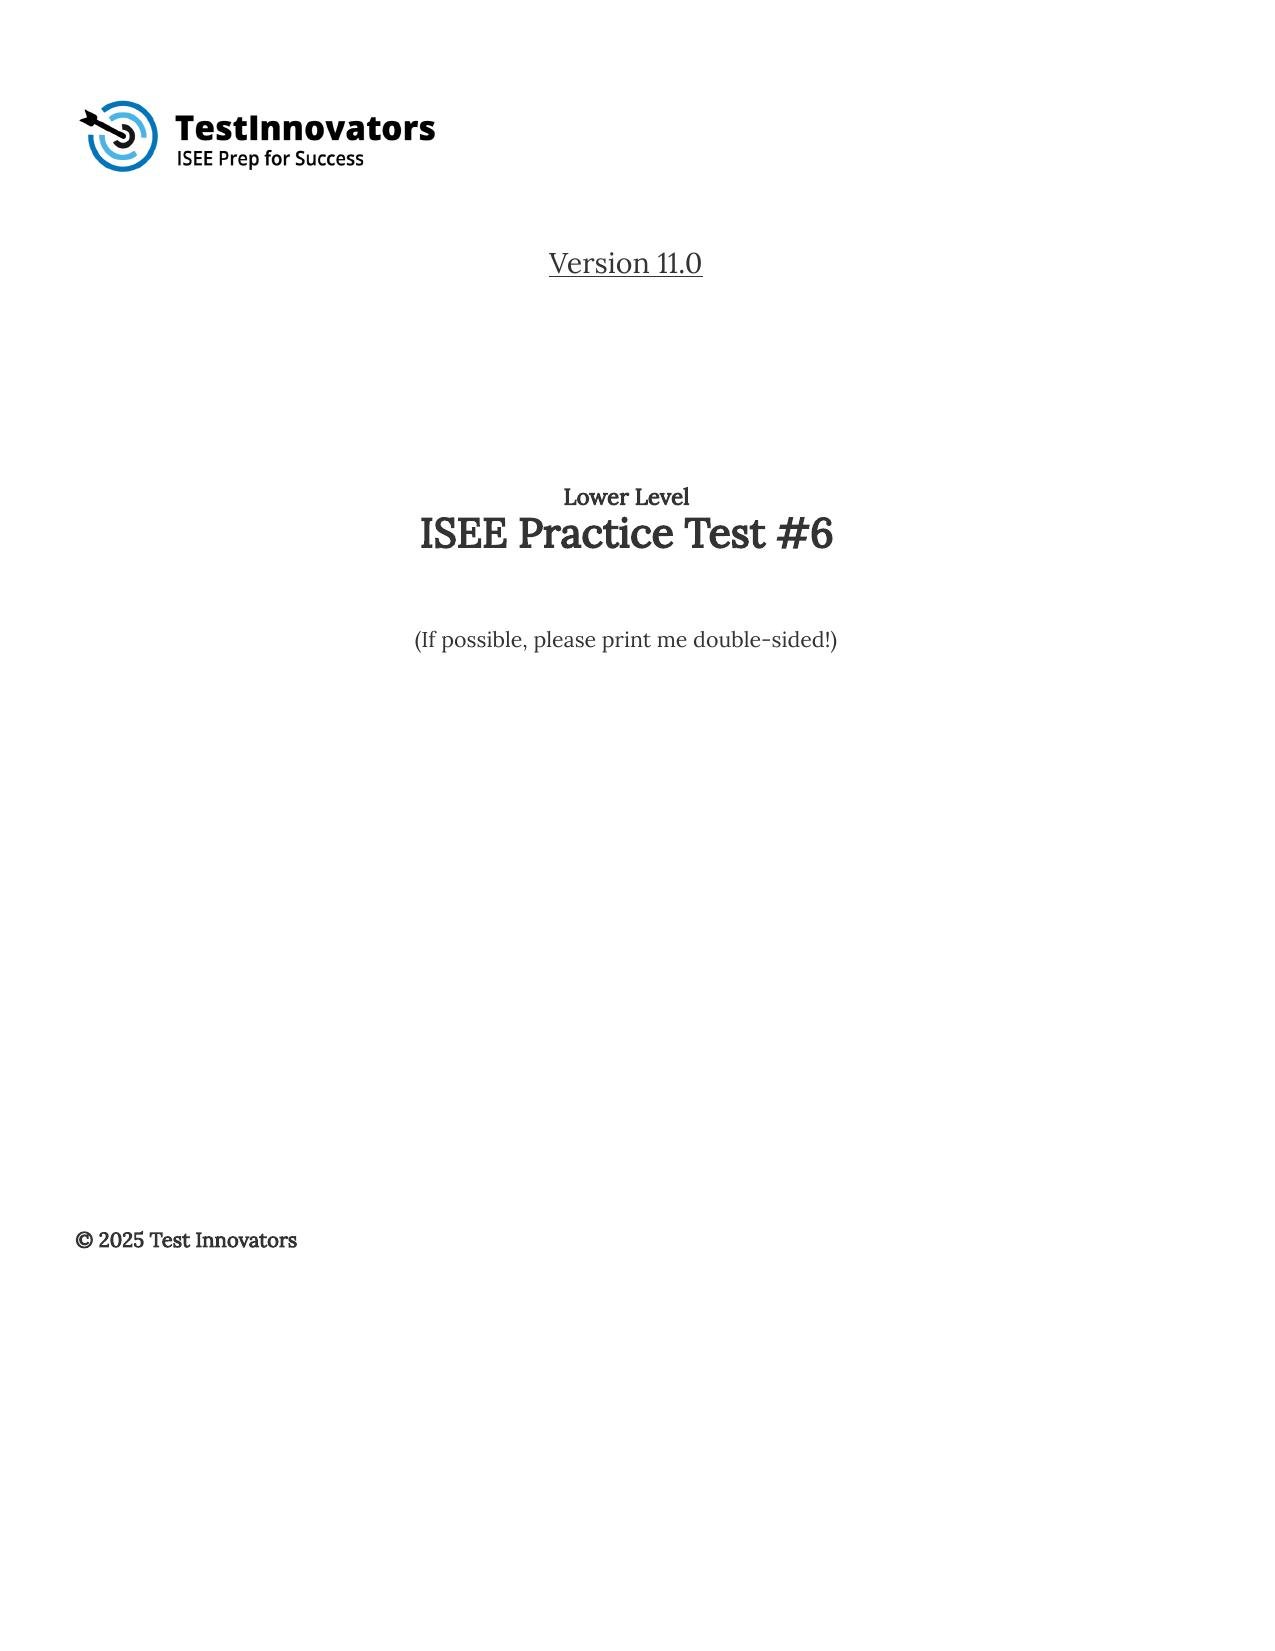 TestInnovators
ISEE Prep for Success
Version 11.0
Lower Level
ISEE Practice Test #6
(If possible, please print me double-sided!)
© 2025 Test Innovators